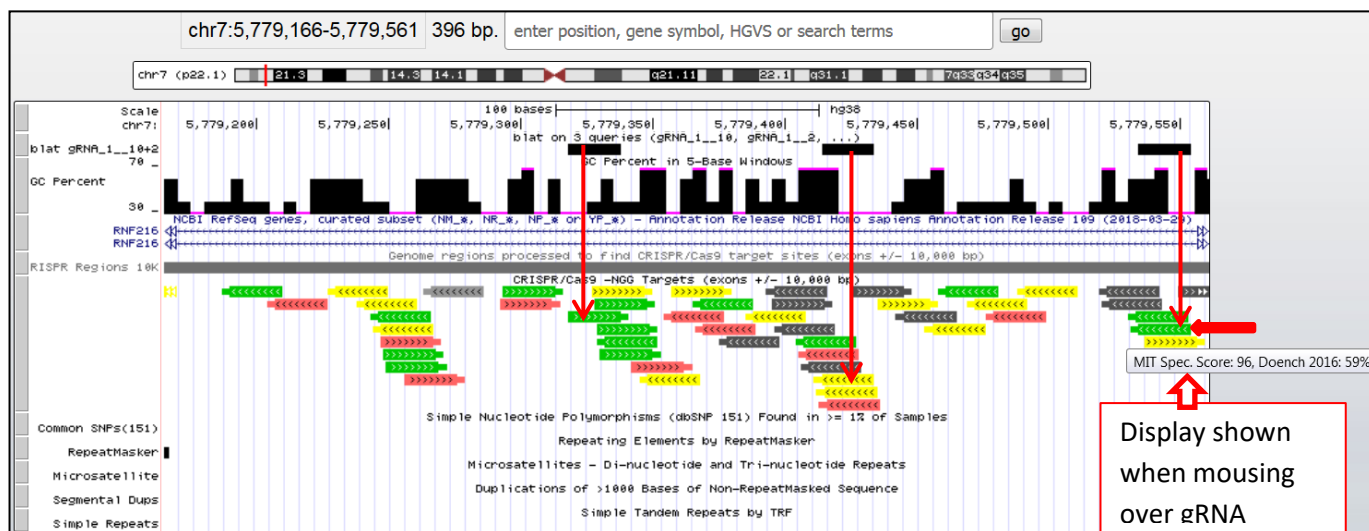 chr7:5,779,166-5,779,561 396 bp. enter position, gene symbol, HGVS or search terms go
chr7 (p22.1) 21.3 14.3 14.1 q21.11 22.1 q31.1 7q33 q34 q35
Scale 100 bases hg38
chr7: 5,779,200| 5,779,250| 5,779,300| 5,779,350| 5,779,400| 5,779,450| 5,779,500| 5,779,550|
blat on 3 queries (gRNA_1__10, gRNA_1__2, ...)
blat gRNA_1__10+2
70 _ GC Percent in 5-Base Windows
GC Percent
30 _
NCBI RefSeq genes, curated subset (NM_*, NR_*, NP_* or YP_*) - Annotation Release NCBI Homo sapiens Annotation Release 109 (2018-03-29)
RNF216
RNF216
Genome regions processed to find CRISPR/Cas9 target sites (exons +/- 10,000 bp)
RISPR Regions 10K
CRISPR/Cas9 -NGG Targets (exons +/- 10,000 bp)
MIT Spec. Score: 96, Doench 2016: 59%
Simple Nucleotide Polymorphisms (dbSNP 151) Found in >= 1% of Samples
Common SNPs(151)
Repeating Elements by RepeatMasker
RepeatMasker
Microsatellites - Di-nucleotide and Tri-nucleotide Repeats
Microsatellite
Duplications of >1000 Bases of Non-RepeatMasked Sequence
Segmental Dups
Simple Tandem Repeats by TRF
Simple Repeats
Display shown
when mousing
over gRNA